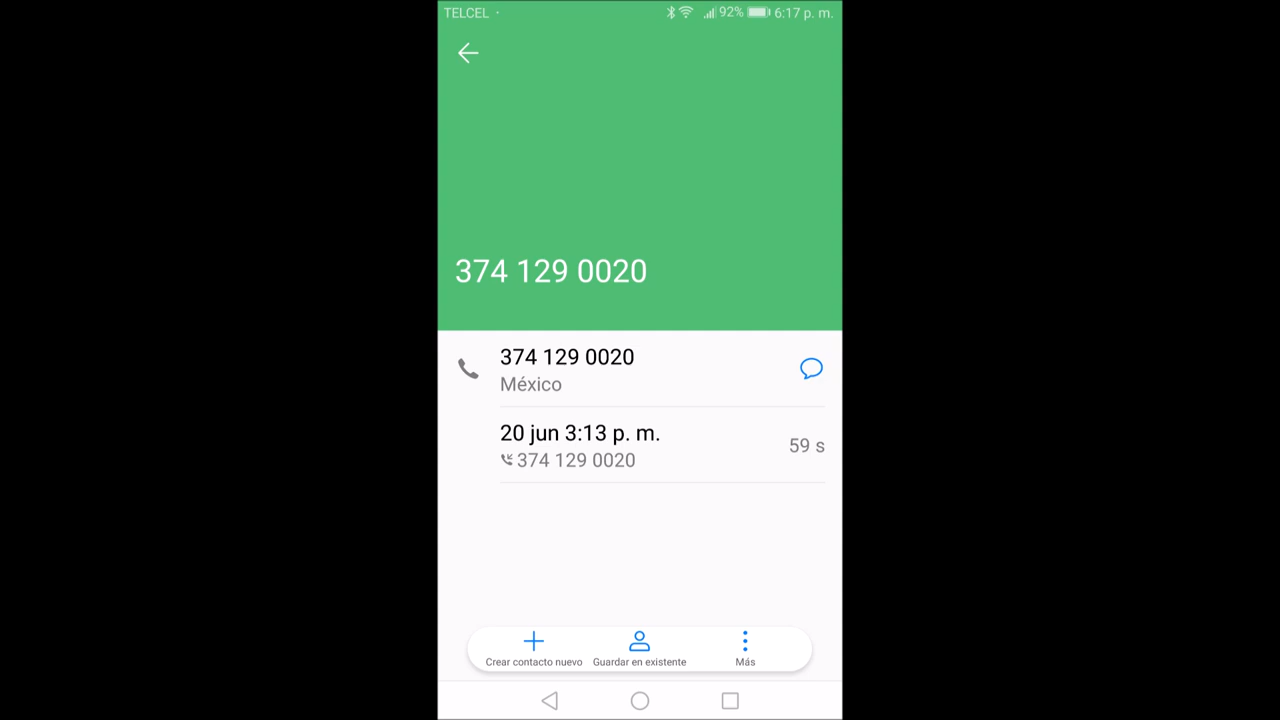 TELCEL · 92% 6:17 p. m.
374 129 0020
374 129 0020
México
20 jun 3:13 p. m.
59 s
374 129 0020
Crear contacto nuevo Guardar en existente Más